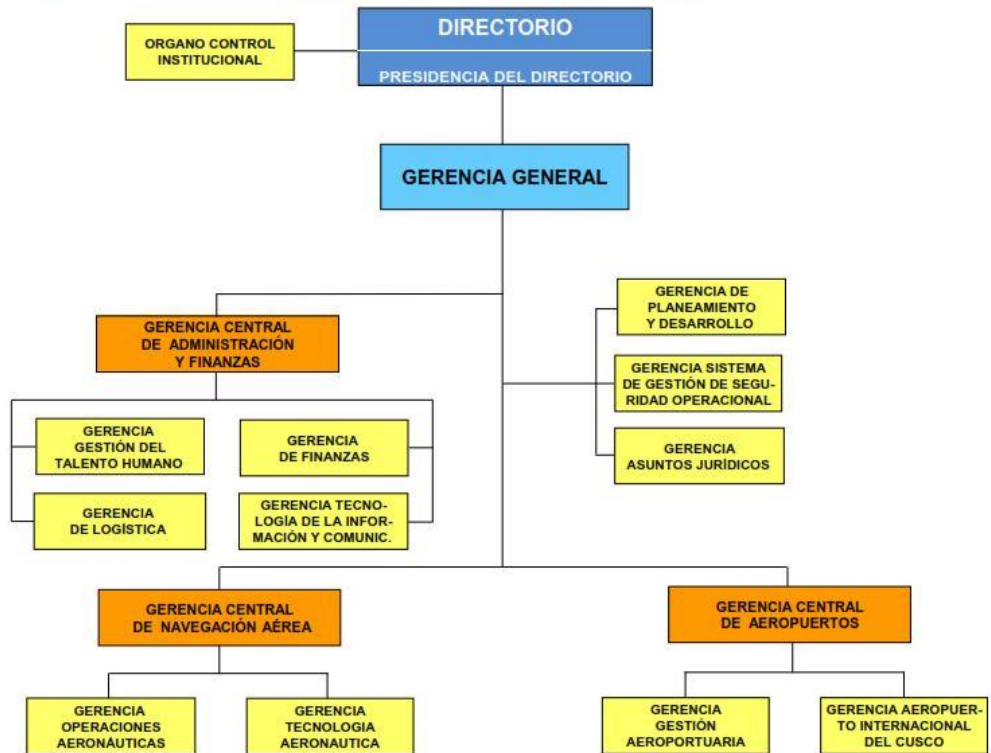 DIRECTORIO
PRESIDENCIA DEL DIRECTORIO
ORGANO CONTROL
INSTITUCIONAL
GERENCIA GENERAL
GERENCIA DE
PLANEAMIENTO
Y DESARROLLO
GERENCIA CENTRAL
DE ADMINISTRACIÓN
Y FINANZAS
GERENCIA SISTEMA
DE GESTIÓN DE SEGU-
RIDAD OPERACIONAL
GERENCIA
GESTIÓN DEL
TALENTO HUMANO
GERENCIA
DE FINANZAS
GERENCIA
ASUNTOS JURÍDICOS
GERENCIA
DE LOGÍSTICA
GERENCIA TECNO-
LOGÍA DE LA INFOR-
MACIÓN Y COMUNIC.
GERENCIA CENTRAL
DE NAVEGACIÓN AÉREA
GERENCIA CENTRAL
DE AEROPUERTOS
GERENCIA
OPERACIONES
AERONÁUTICAS
GERENCIA
TECNOLOGIA
AERONAUTICA
GERENCIA
GESTIÓN
AEROPORTUARIA
GERENCIA AEROPUER-
TO INTERNACIONAL
DEL CUSCO